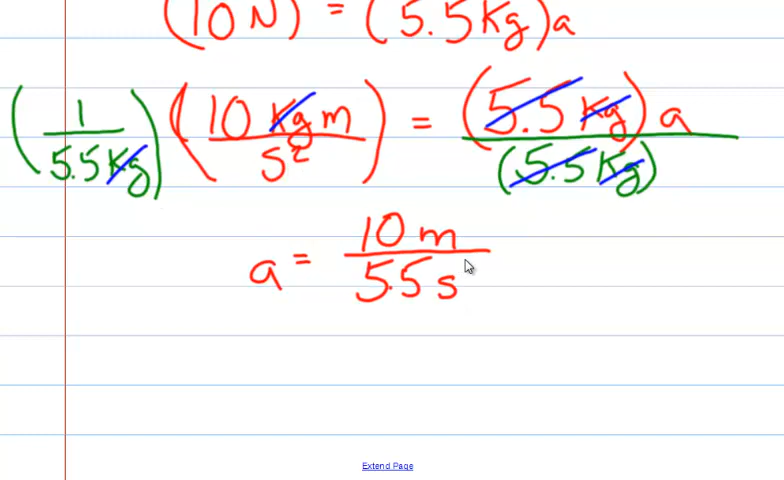 (10 N) = (5.5 Kg)a
(1/5.5 Kg) (10 Kg m/s²) = (5.5 Kg) a/(5.5 Kg)
a = 10 m/5.5 s
Extend Page